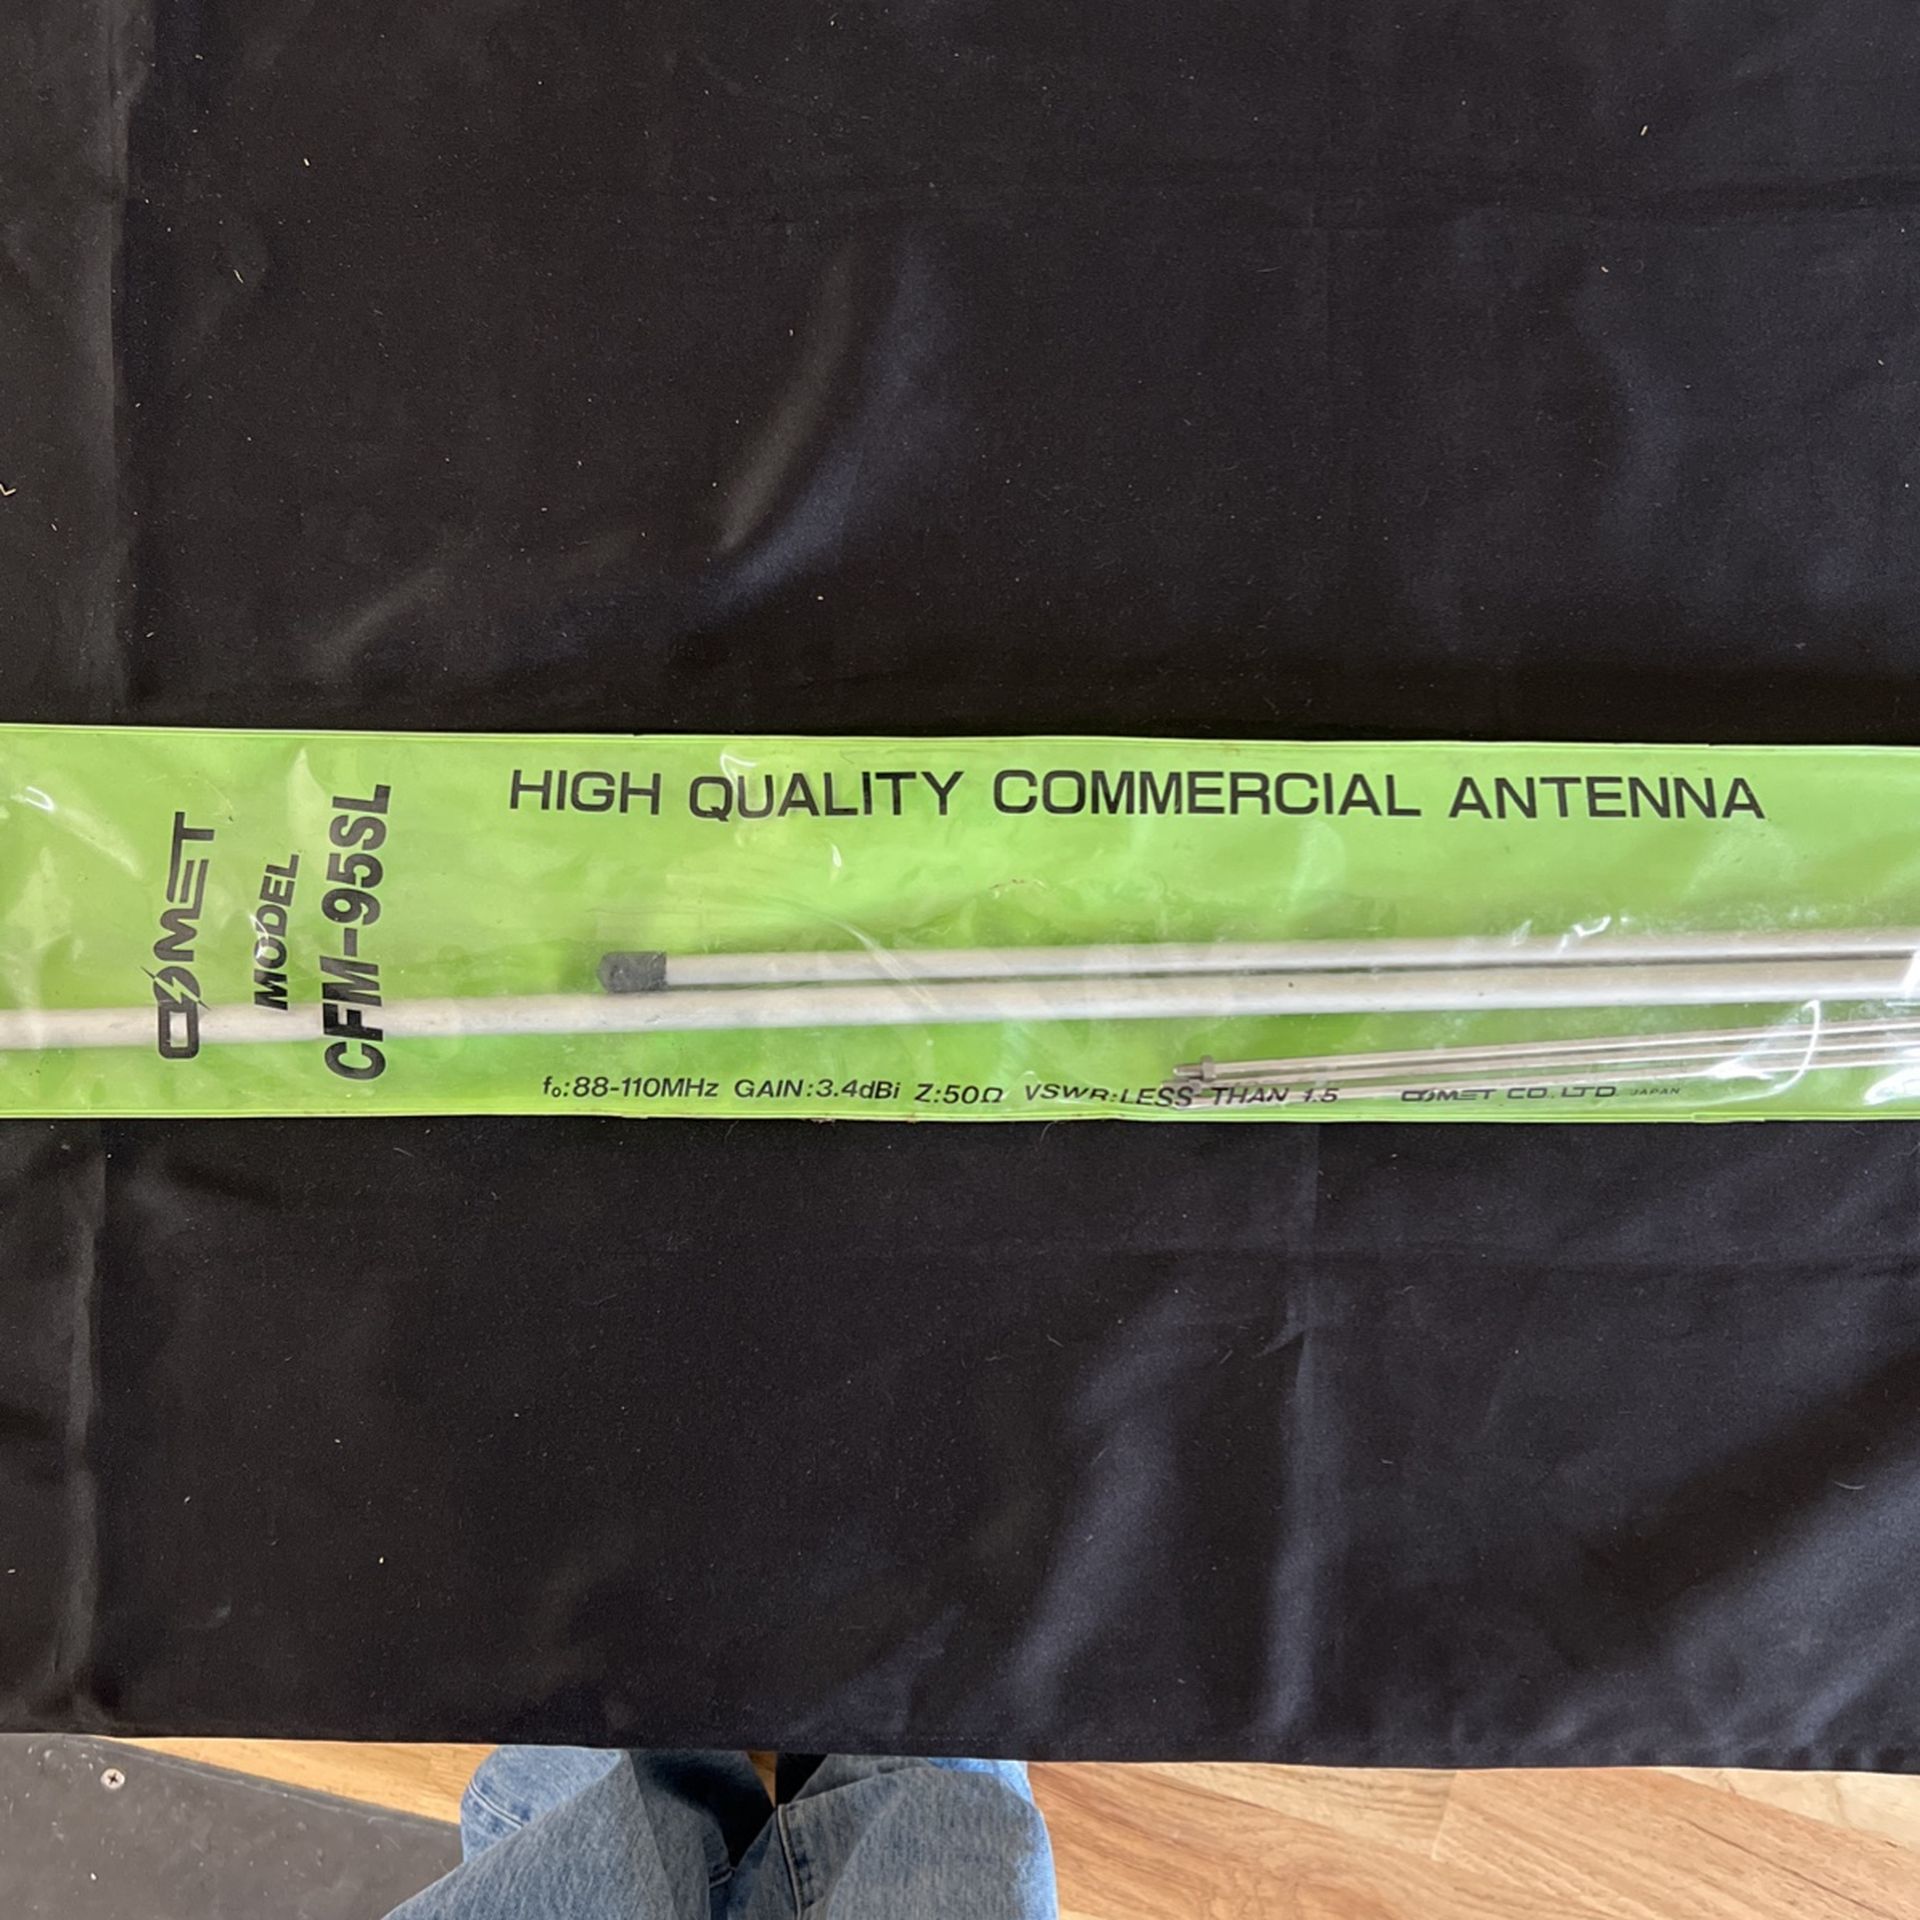 COMET
MODEL
CFM-95SL
HIGH QUALITY COMMERCIAL ANTENNA
f₀:88-110MHz GAIN:3.4dBi Z:50Ω VSWR:LESS THAN 1.5 COMET CO.,LTD. JAPAN